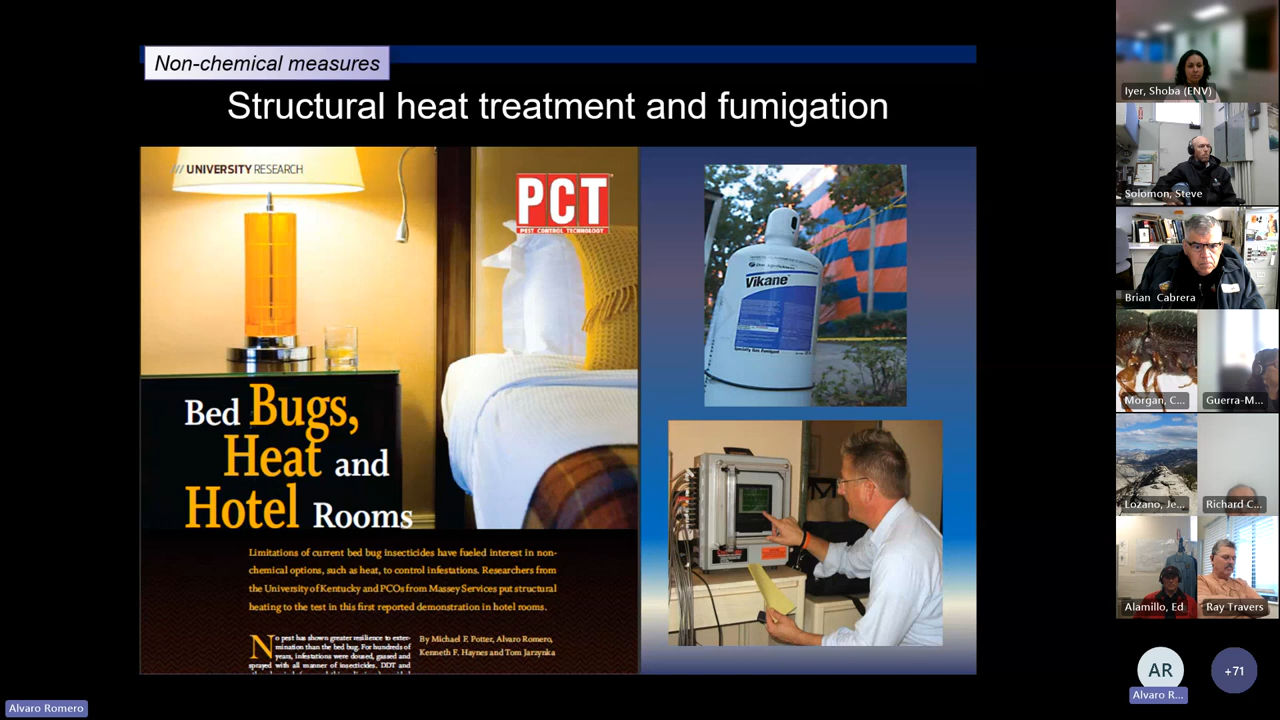 Non-chemical measures
Structural heat treatment and fumigation
/// UNIVERSITY RESEARCH
PCT
PEST CONTROL TECHNOLOGY
Bed Bugs,
Heat and
Hotel Rooms
Limitations of current bed bug insecticides have fueled interest in non-
chemical options, such as heat, to control infestations. Researchers from
the University of Kentucky and PCOs from Massey Services put structural
heating to the test in this first reported demonstration in hotel rooms.
No pest has shown greater resilience to exter-
mination than the bed bug. For hundreds of
years, infestations were doused, gassed and
sprayed with all manner of insecticides. DDT and
By Michael F. Potter, Alvaro Romero,
Kenneth F. Haynes and Tom Jarzynka
Vikane
Iyer, Shoba (ENV)
Solomon, Steve
Brian Cabrera
Morgan, C...
Guerra-M...
Lozano, Je...
Richard C...
Alamillo, Ed
Ray Travers
AR
Alvaro R...
+71
Alvaro Romero